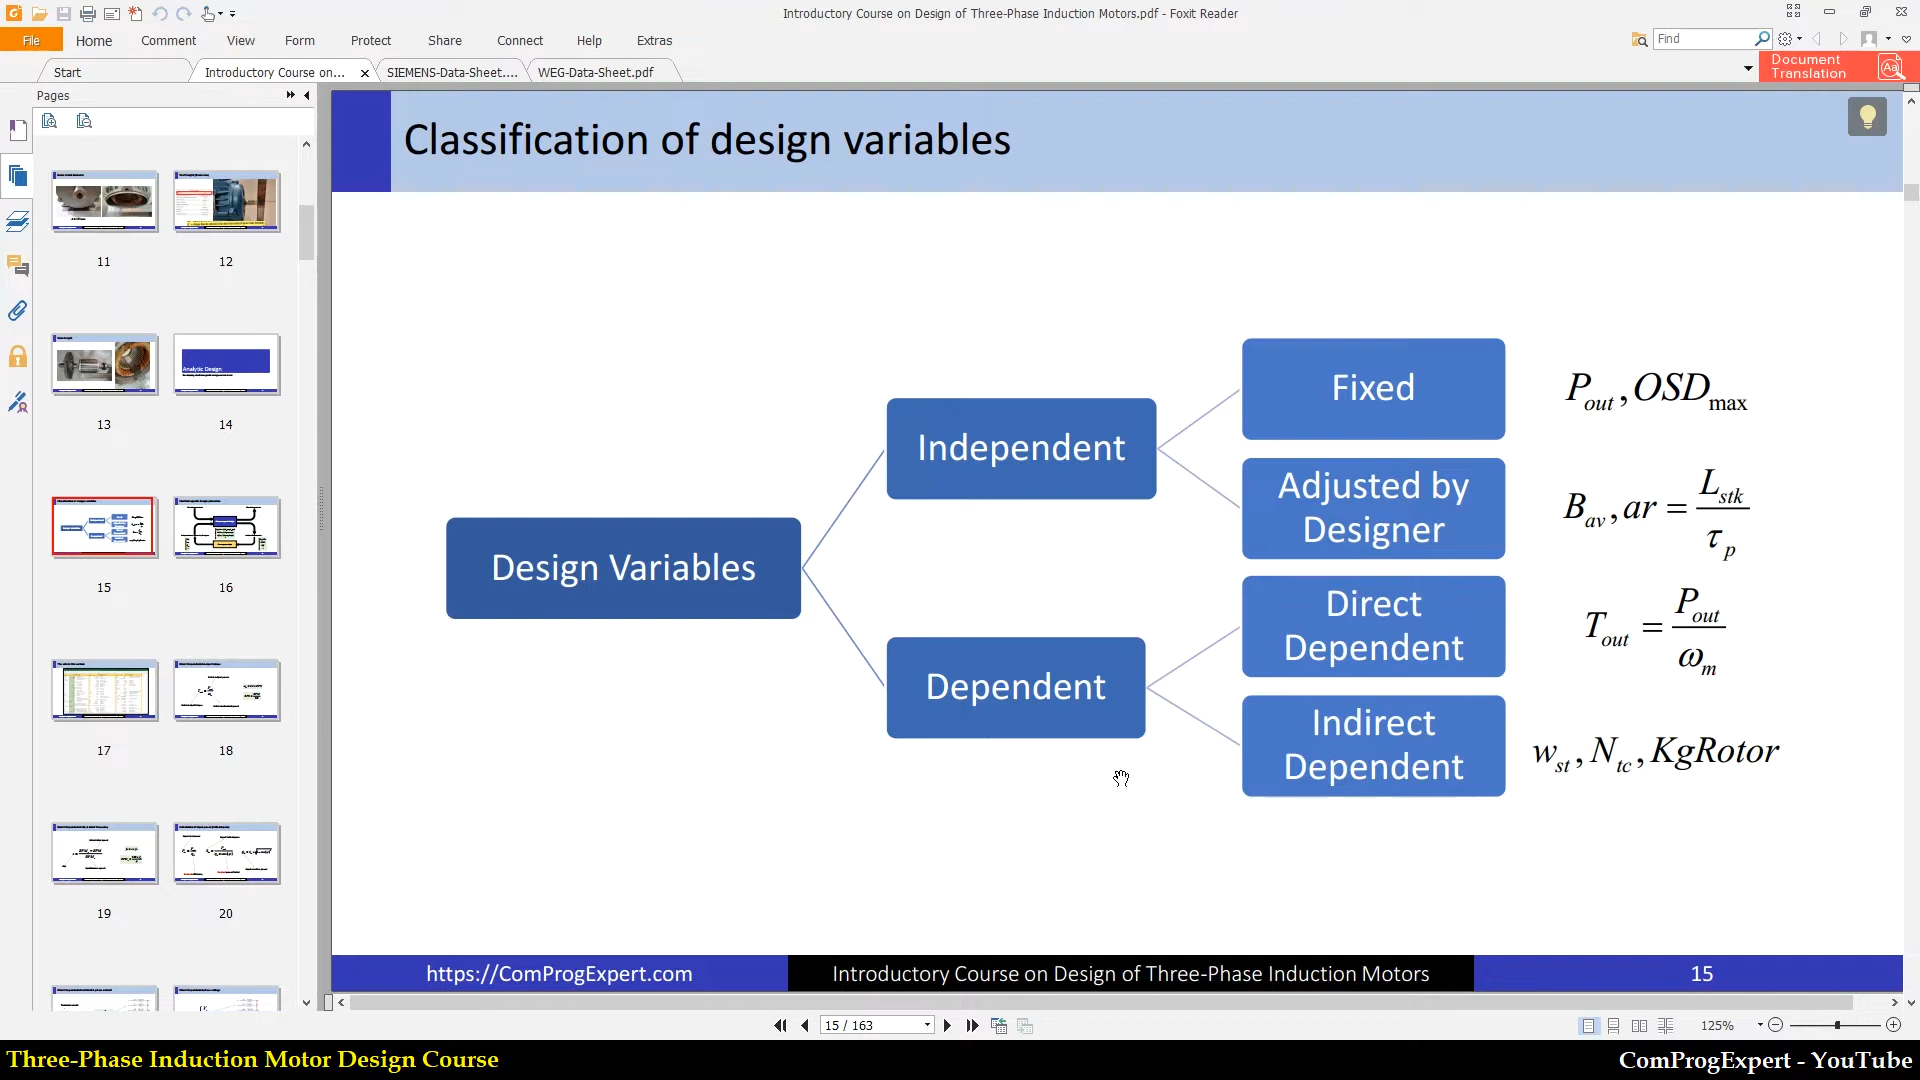 Introductory Course on Design of Three-Phase Induction Motors.pdf - Foxit Reader
File Home Comment View Form Protect Share Connect Help Extras
Find
Start
Introductory Course on...
SIEMENS-Data-Sheet....
WEG-Data-Sheet.pdf
Document
Translation
Pages
11
12
Analytic Design
13
14
15
16
17
18
19
20
Classification of design variables
Design Variables
Independent
Dependent
Fixed
Adjusted by
Designer
Direct
Dependent
Indirect
Dependent
P_out, OSD_max
B_av, ar = L_stk / τ_p
T_out = P_out / ω_m
w_st, N_tc, KgRotor
https://ComProgExpert.com
Introductory Course on Design of Three-Phase Induction Motors
15
15 / 163
125%
Three-Phase Induction Motor Design Course
ComProgExpert - YouTube